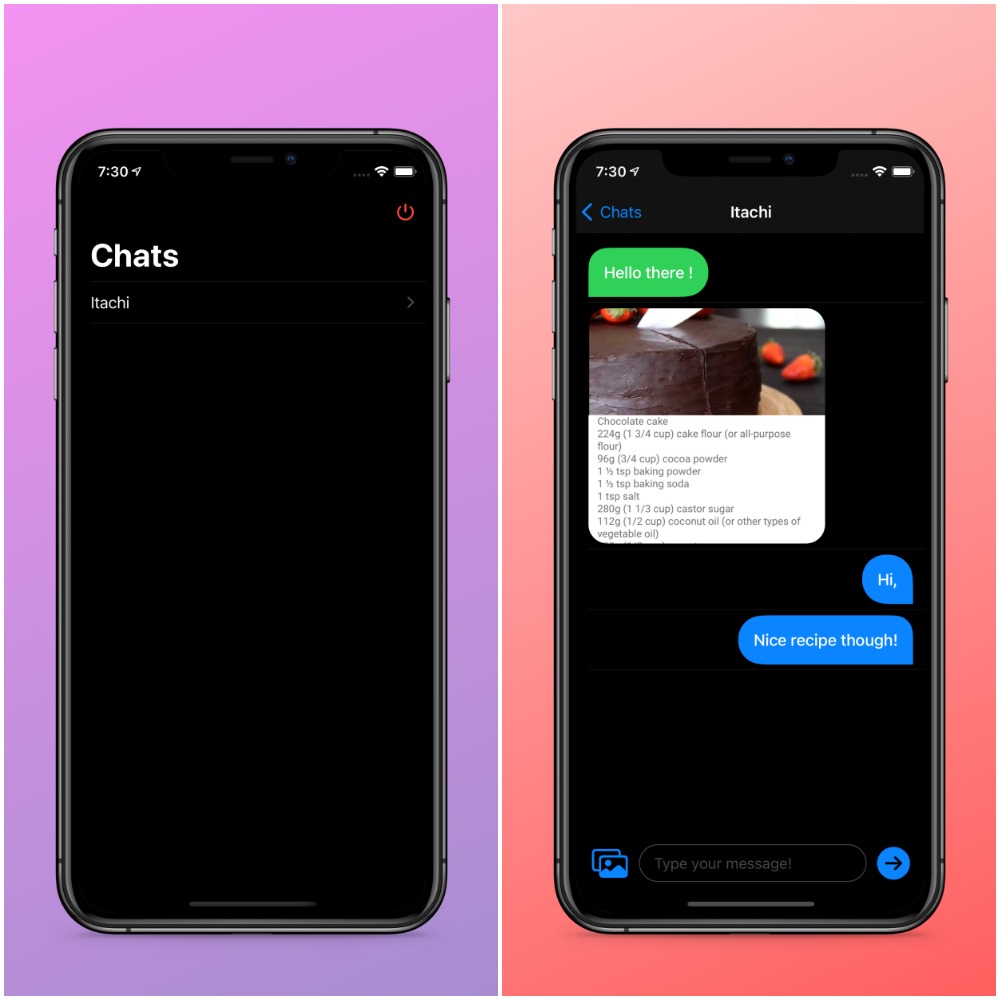 7:30
Chats
Itachi
7:30
Chats
Itachi
Hello there !
Chocolate cake
224g (1 3/4 cup) cake flour (or all-purpose
flour)
96g (3/4 cup) cocoa powder
1 ½ tsp baking powder
1 ½ tsp baking soda
1 tsp salt
280g (1 1/3 cup) castor sugar
112g (1/2 cup) coconut oil (or other types of
vegetable oil)
Hi,
Nice recipe though!
Type your message!